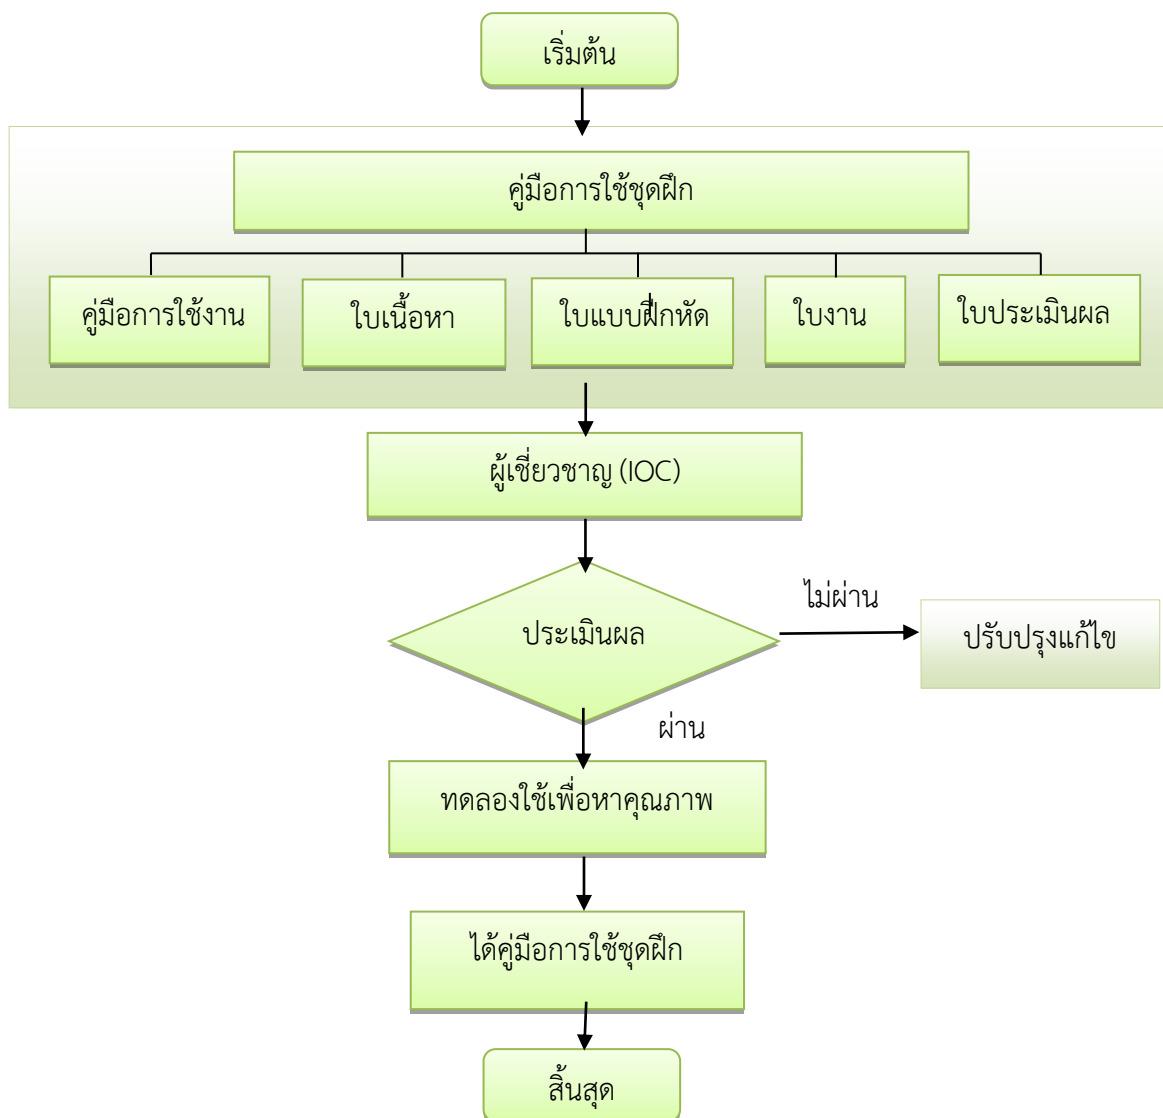 เริ่มต้น
คู่มือการใช้ชุดฝึก
คู่มือการใช้งาน
ใบเนื้อหา
ใบแบบฝึกหัด
ใบงาน
ใบประเมินผล
ผู้เชี่ยวชาญ (IOC)
ประเมินผล
ไม่ผ่าน
ปรับปรุงแก้ไข
ผ่าน
ทดลองใช้เพื่อหาคุณภาพ
ได้คู่มือการใช้ชุดฝึก
สิ้นสุด